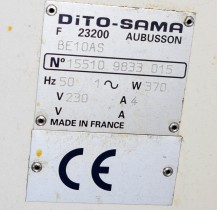 DiTO-SAMA
F 23200 AUBUSSON
BE10AS
N° 15510 9833 015
Hz 50 1 ∿ W 370
V 230 A 4
V A
MADE IN FRANCE
CE